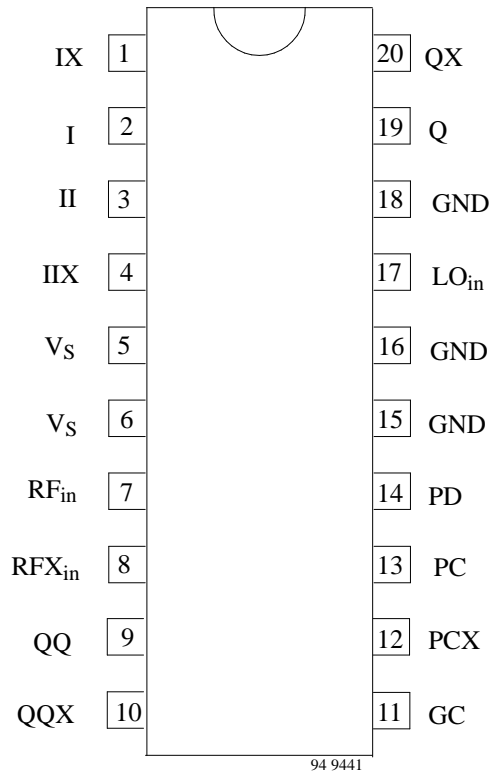 IX 1 20 QX
I 2 19 Q
II 3 18 GND
IIX 4 17 LOin
VS 5 16 GND
VS 6 15 GND
RFin 7 14 PD
RFXin 8 13 PC
QQ 9 12 PCX
QQX 10 11 GC
94 9441